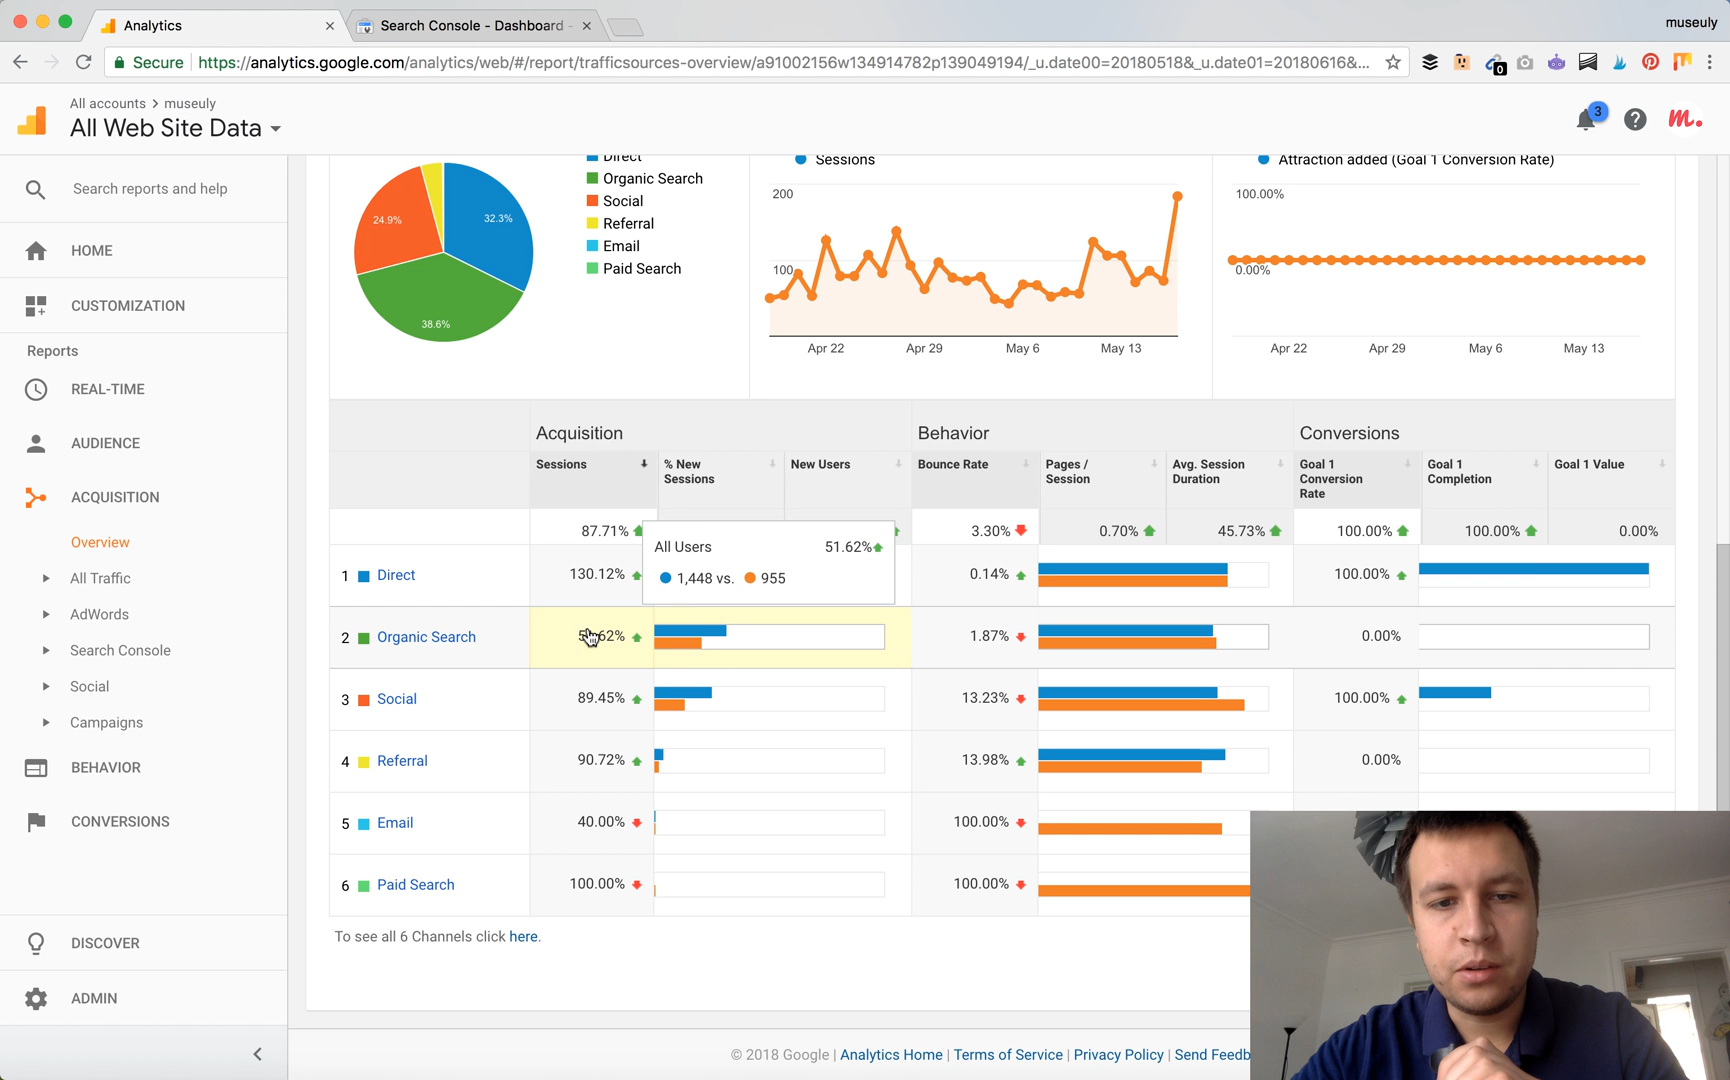 Analytics
Search Console - Dashboard -
museuly
Secure
https://analytics.google.com/analytics/web/#/report/trafficsources-overview/a91002156w134914782p139049194/_u.date00=20180518&_u.date01=20180616&...
0
All accounts > museuly
All Web Site Data
3
m.
Search reports and help
HOME
CUSTOMIZATION
Reports
REAL-TIME
AUDIENCE
ACQUISITION
Overview
All Traffic
AdWords
Search Console
Social
Campaigns
BEHAVIOR
CONVERSIONS
DISCOVER
ADMIN
32.3%
24.9%
38.6%
Direct
Organic Search
Social
Referral
Email
Paid Search
Sessions
200
100
Apr 22
Apr 29
May 6
May 13
Attraction added (Goal 1 Conversion Rate)
100.00%
0.00%
Apr 22
Apr 29
May 6
May 13
Acquisition
Behavior
Conversions
Sessions
% New Sessions
New Users
Bounce Rate
Pages / Session
Avg. Session Duration
Goal 1 Conversion Rate
Goal 1 Completion
Goal 1 Value
87.71%
3.30%
0.70%
45.73%
100.00%
100.00%
0.00%
All Users 51.62%
1,448 vs. 955
1 Direct 130.12% 0.14% 100.00%
2 Organic Search 1.87% 0.00%
3 Social 89.45% 13.23% 100.00%
4 Referral 90.72% 13.98% 0.00%
5 Email 40.00% 100.00%
6 Paid Search 100.00% 100.00%
To see all 6 Channels click here.
© 2018 Google | Analytics Home | Terms of Service | Privacy Policy | Send Feedb